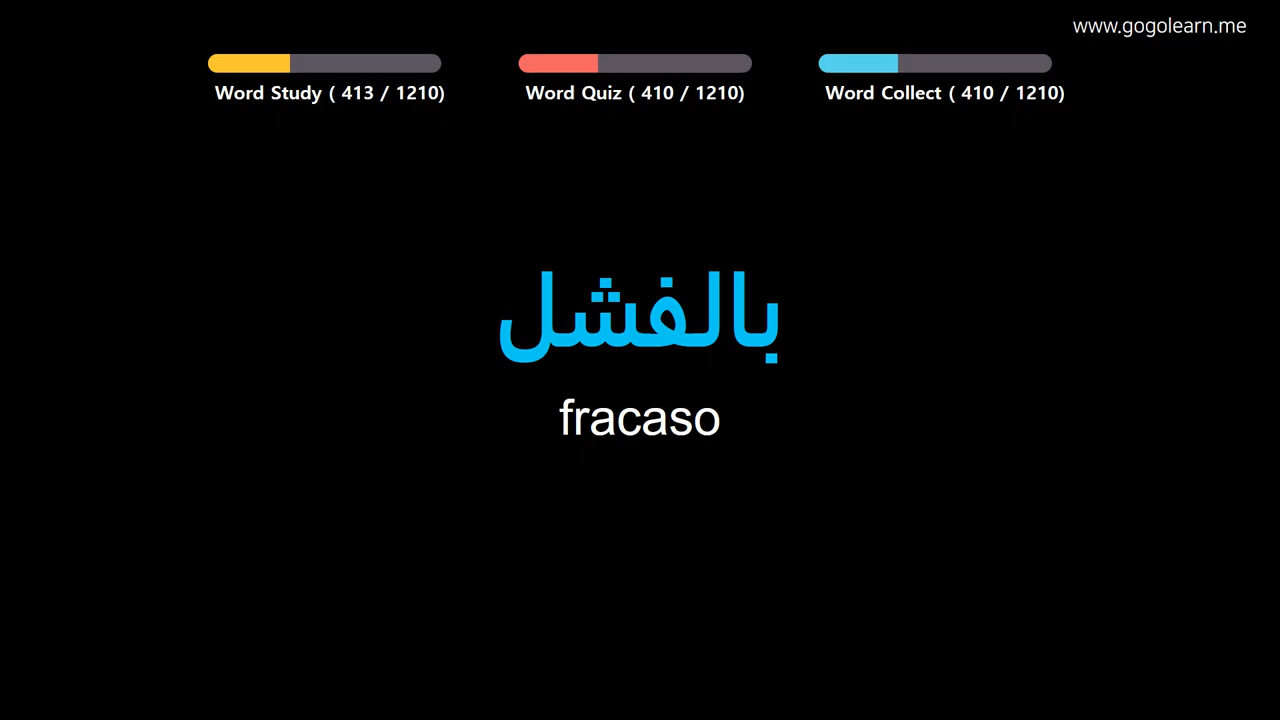 www.gogolearn.me
Word Study ( 413 / 1210)
Word Quiz ( 410 / 1210)
Word Collect ( 410 / 1210)
بالفشل
fracaso